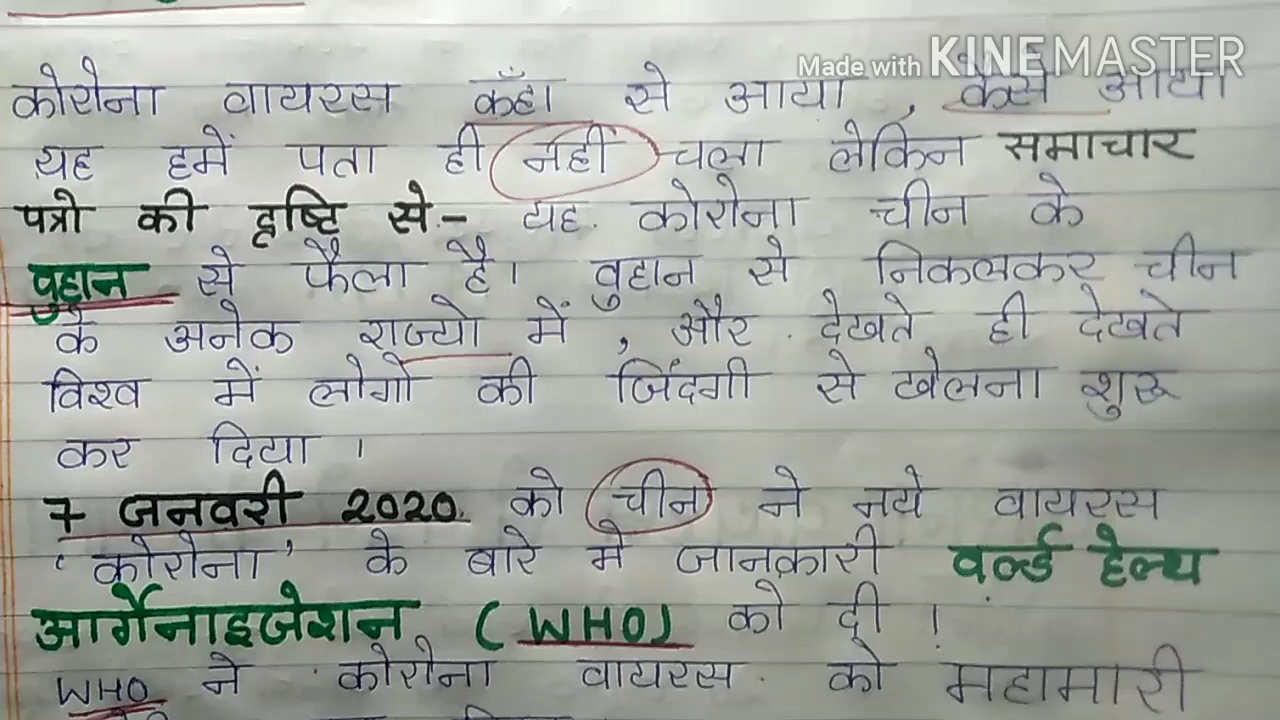 Made with KINEMASTER
कोरोना वायरस कहाँ से आया , कैसे आया
यह हमें पता ही नहीं चला लेकिन समाचार
पत्रो की दृष्टि से - यह कोरोना चीन के
वुहान से फैला है। वुहान से निकलकर चीन
के अनेक राज्यो में , और देखते ही देखते
विश्व में लोगों की जिंदगी से खेलना शुरू
कर दिया ।
7 जनवरी 2020 को चीन ने नये वायरस
'कोरोना' के बारे मे जानकारी वर्ल्ड हेल्थ
आर्गेनाइजेशन (WHO) को दी ।
WHO ने कोरोना वायरस को महामारी